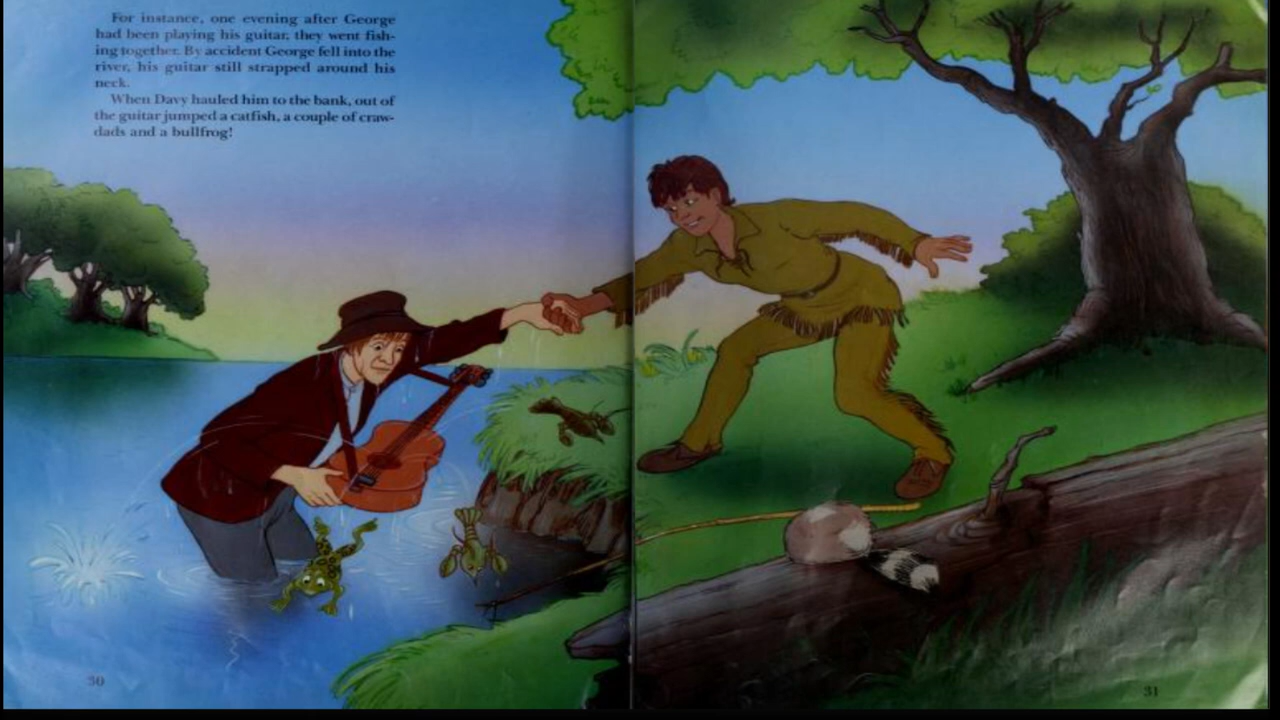 For instance, one evening after George
had been playing his guitar, they went fish-
ing together. By accident George fell into the
river, his guitar still strapped around his
neck.
When Davy hauled him to the bank, out of
the guitar jumped a catfish, a couple of craw-
dads and a bullfrog!
30
31